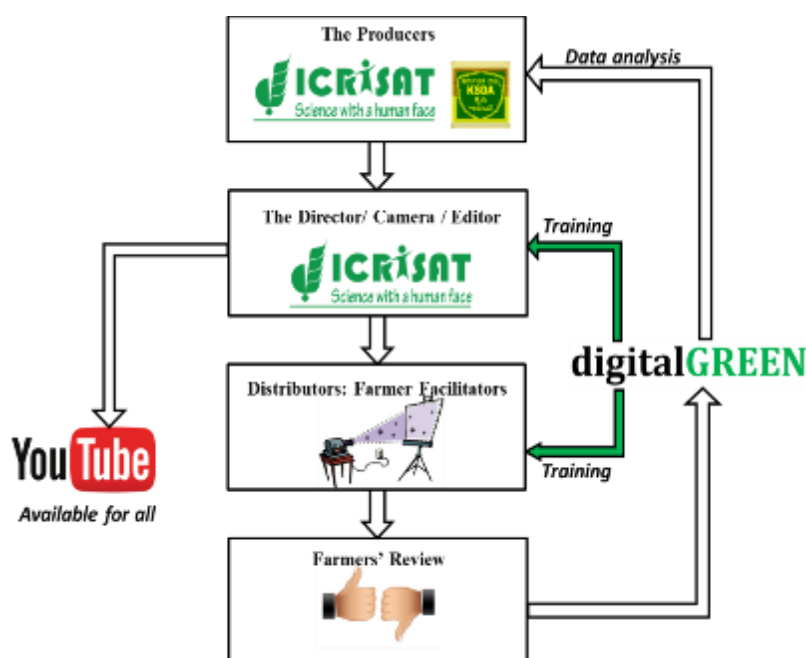 The Producers
ICRISAT
Science with a human face
KSDA
Data analysis
The Director/ Camera / Editor
ICRISAT
Science with a human face
Training
digitalGREEN
Distributors: Farmer Facilitators
Training
YouTube
Available for all
Farmers’ Review